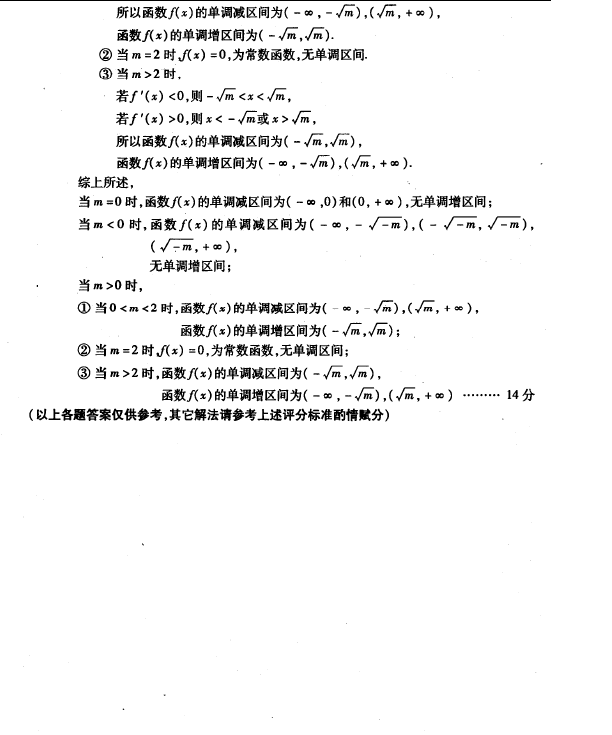 所以函数f(x)的单调减区间为(-∞,-√m),(√m,+∞),
函数f(x)的单调增区间为(-√m,√m).
②当m=2时,f(x)=0,为常数函数,无单调区间.
③当m>2时,
若f′(x)<0,则-√m<x<√m,
若f′(x)>0,则x<-√m或x>√m,
所以函数f(x)的单调减区间为(-√m,√m),
函数f(x)的单调增区间为(-∞,-√m),(√m,+∞).
综上所述,
当m=0时,函数f(x)的单调减区间为(-∞,0)和(0,+∞),无单调增区间;
当m<0时,函数f(x)的单调减区间为(-∞,-√-m),(-√-m,√-m),
(√-m,+∞),
无单调增区间;
当m>0时,
①当0<m<2时,函数f(x)的单调减区间为(-∞,-√m),(√m,+∞),
函数f(x)的单调增区间为(-√m,√m);
②当m=2时,f(x)=0,为常数函数,无单调区间;
③当m>2时,函数f(x)的单调减区间为(-√m,√m),
函数f(x)的单调增区间为(-∞,-√m),(√m,+∞) ……… 14分
(以上各题答案仅供参考,其它解法请参考上述评分标准酌情赋分)